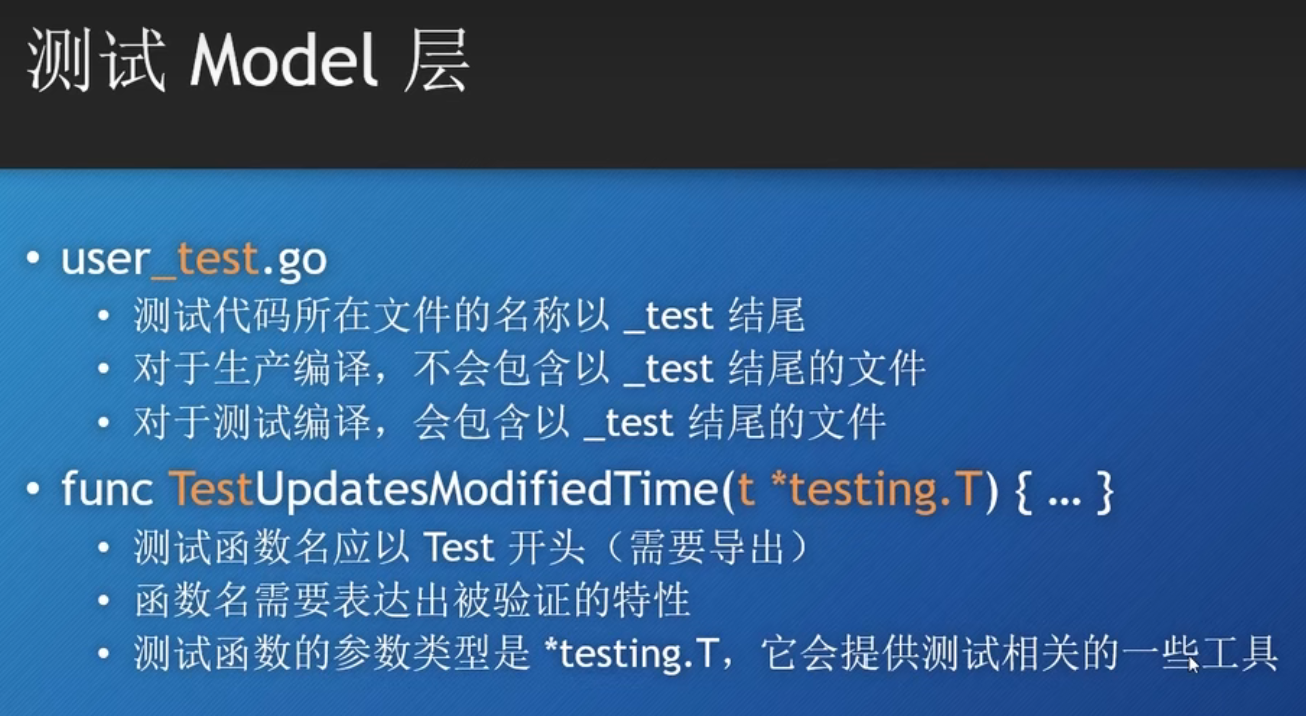 测试 Model 层
• user_test.go
• 测试代码所在文件的名称以 _test 结尾
• 对于生产编译，不会包含以 _test 结尾的文件
• 对于测试编译，会包含以 _test 结尾的文件
• func TestUpdatesModifiedTime(t *testing.T) { … }
• 测试函数名应以 Test 开头（需要导出）
• 函数名需要表达出被验证的特性
• 测试函数的参数类型是 *testing.T，它会提供测试相关的一些工具